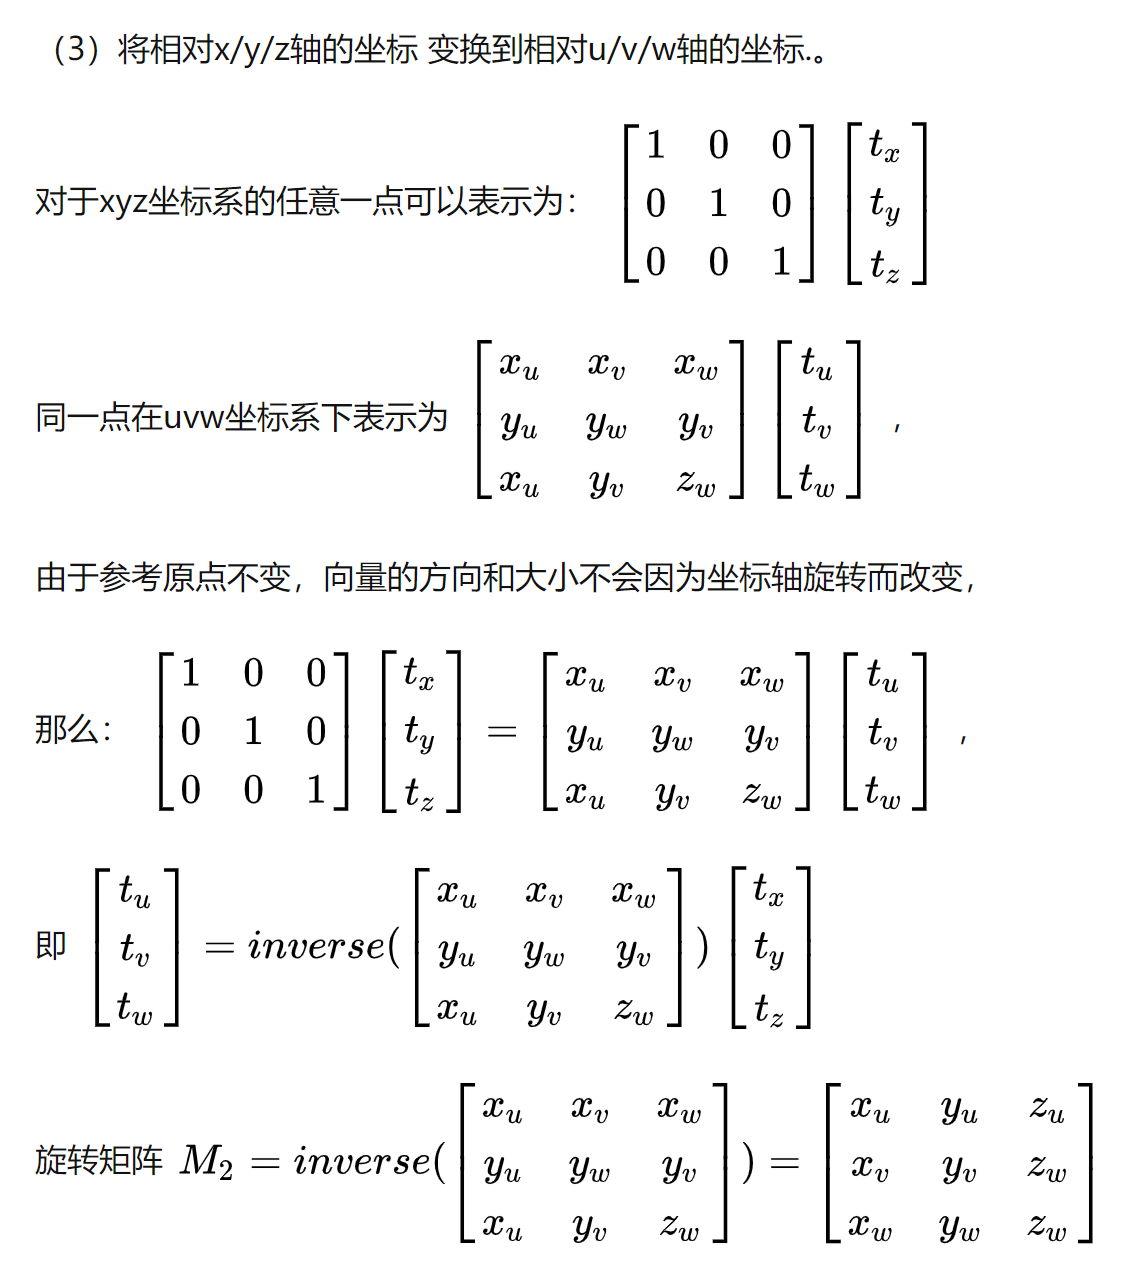 （3）将相对x/y/z轴的坐标 变换到相对u/v/w轴的坐标.。
对于xyz坐标系的任意一点可以表示为： $\begin{bmatrix} 1 & 0 & 0 \\ 0 & 1 & 0 \\ 0 & 0 & 1 \end{bmatrix} \begin{bmatrix} t_x \\ t_y \\ t_z \end{bmatrix}$
同一点在uvw坐标系下表示为 $\begin{bmatrix} x_u & x_v & x_w \\ y_u & y_w & y_v \\ x_u & y_v & z_w \end{bmatrix} \begin{bmatrix} t_u \\ t_v \\ t_w \end{bmatrix}$ ，
由于参考原点不变，向量的方向和大小不会因为坐标轴旋转而改变，
那么： $\begin{bmatrix} 1 & 0 & 0 \\ 0 & 1 & 0 \\ 0 & 0 & 1 \end{bmatrix} \begin{bmatrix} t_x \\ t_y \\ t_z \end{bmatrix} = \begin{bmatrix} x_u & x_v & x_w \\ y_u & y_w & y_v \\ x_u & y_v & z_w \end{bmatrix} \begin{bmatrix} t_u \\ t_v \\ t_w \end{bmatrix}$ ，
即 $\begin{bmatrix} t_u \\ t_v \\ t_w \end{bmatrix} = inverse( \begin{bmatrix} x_u & x_v & x_w \\ y_u & y_w & y_v \\ x_u & y_v & z_w \end{bmatrix} ) \begin{bmatrix} t_x \\ t_y \\ t_z \end{bmatrix}$
旋转矩阵 $M_2 = inverse( \begin{bmatrix} x_u & x_v & x_w \\ y_u & y_w & y_v \\ x_u & y_v & z_w \end{bmatrix} ) = \begin{bmatrix} x_u & y_u & z_u \\ x_v & y_v & z_w \\ x_w & y_w & z_w \end{bmatrix}$